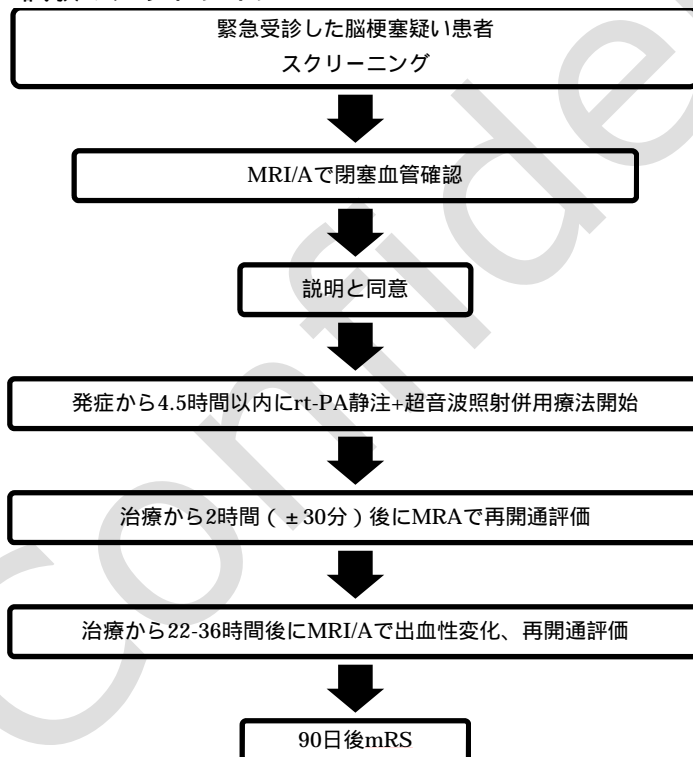 緊急受診した脳梗塞疑い患者
スクリーニング
MRI/Aで閉塞血管確認
説明と同意
発症から4.5時間以内にrt-PA静注+超音波照射併用療法開始
治療から2時間（±30分）後にMRAで再開通評価
治療から22-36時間後にMRI/Aで出血性変化、再開通評価
90日後mRS